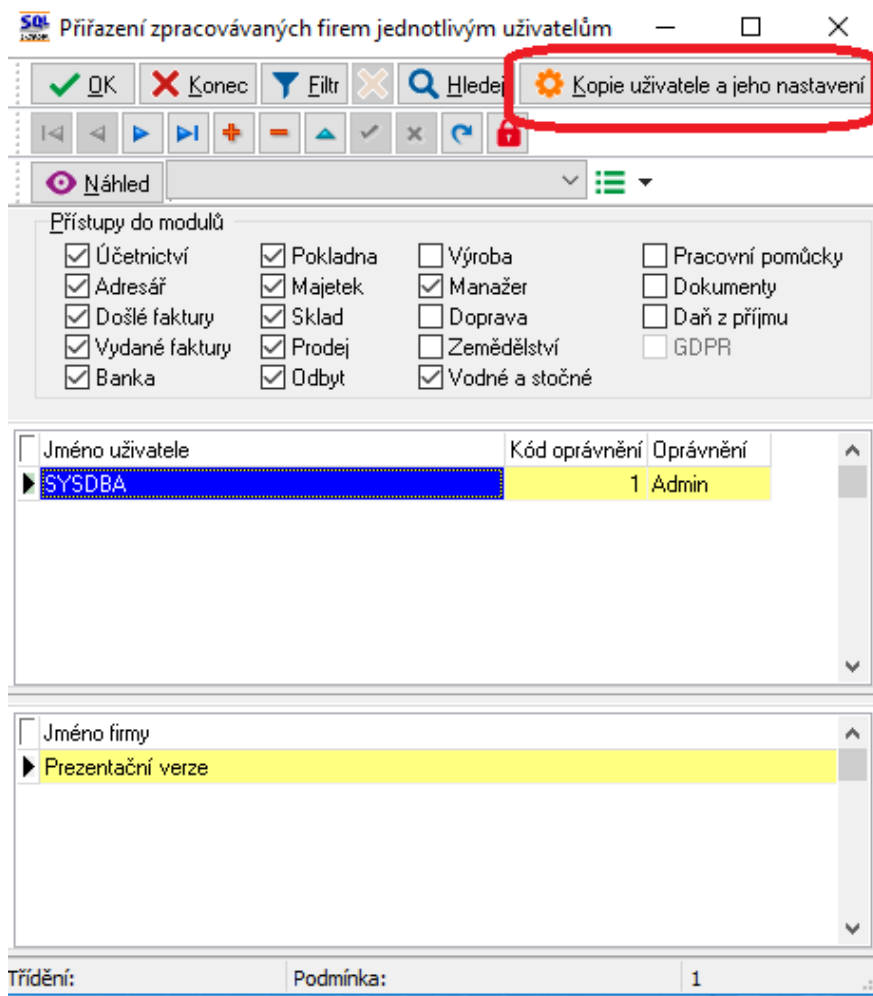 SQL Přiřazení zpracovávaných firem jednotlivým uživatelům
OK Konec Filtr Hledej Kopie uživatele a jeho nastavení
Náhled
Přístupy do modulů
Účetnictví Pokladna Výroba Pracovní pomůcky
Adresář Majetek Manažer Dokumenty
Došlé faktury Sklad Doprava Daň z příjmu
Vydané faktury Prodej Zemědělství GDPR
Banka Odbyt Vodné a stočné
Jméno uživatele Kód oprávnění Oprávnění
SYSDBA 1 Admin
Jméno firmy
Prezentační verze
Třídění: Podmínka: 1